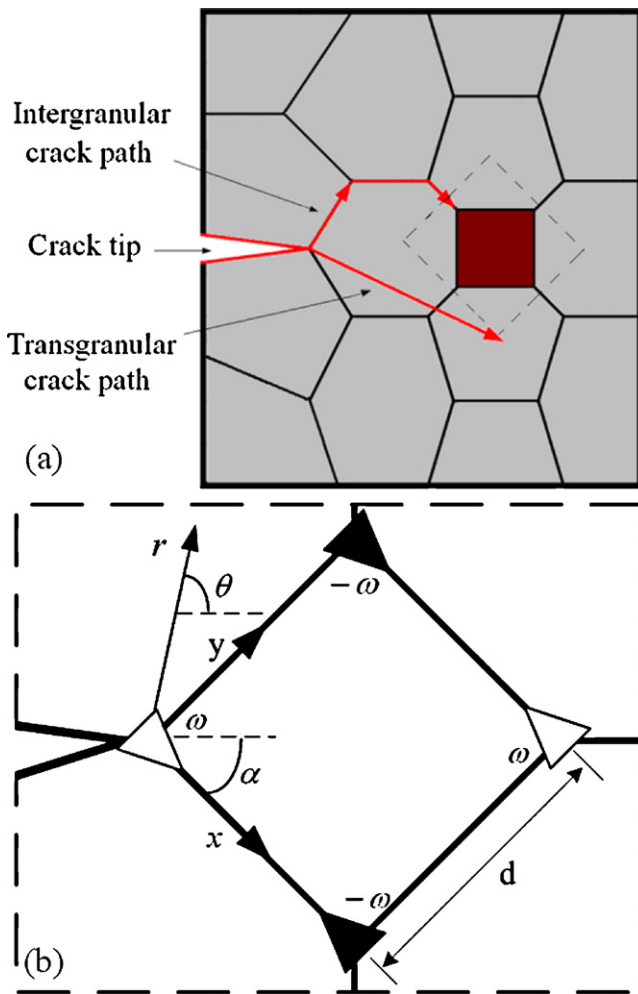 Intergranular
crack path
Crack tip
Transgranular
crack path
(a)
r
θ
−ω
y
ω
α
ω
x
d
−ω
(b)